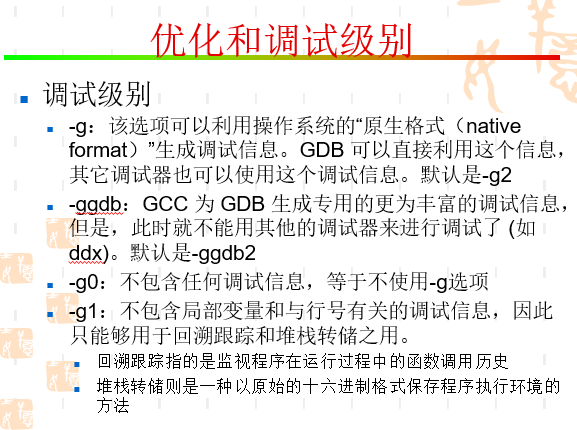 优化和调试级别
调试级别
-g：该选项可以利用操作系统的“原生格式（native
format）”生成调试信息。GDB 可以直接利用这个信息，
其它调试器也可以使用这个调试信息。默认是-g2
-ggdb：GCC 为 GDB 生成专用的更为丰富的调试信息，
但是，此时就不能用其他的调试器来进行调试了 (如
ddx)。默认是-ggdb2
-g0：不包含任何调试信息，等于不使用-g选项
-g1：不包含局部变量和与行号有关的调试信息，因此
只能够用于回溯跟踪和堆栈转储之用。
回溯跟踪指的是监视程序在运行过程中的函数调用历史
堆栈转储则是一种以原始的十六进制格式保存程序执行环境的
方法